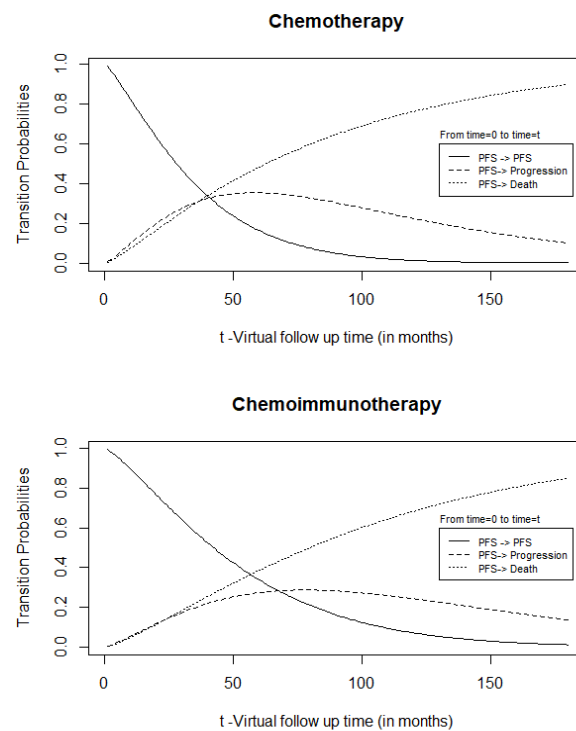 Chemotherapy
Transition Probabilities
1.0
0.8
0.6
0.4
0.2
0.0
From time=0 to time=t
PFS -> PFS
PFS-> Progression
PFS-> Death
0 50 100 150
t -Virtual follow up time (in months)
Chemoimmunotherapy
Transition Probabilities
1.0
0.8
0.6
0.4
0.2
0.0
From time=0 to time=t
PFS -> PFS
PFS-> Progression
PFS-> Death
0 50 100 150
t -Virtual follow up time (in months)